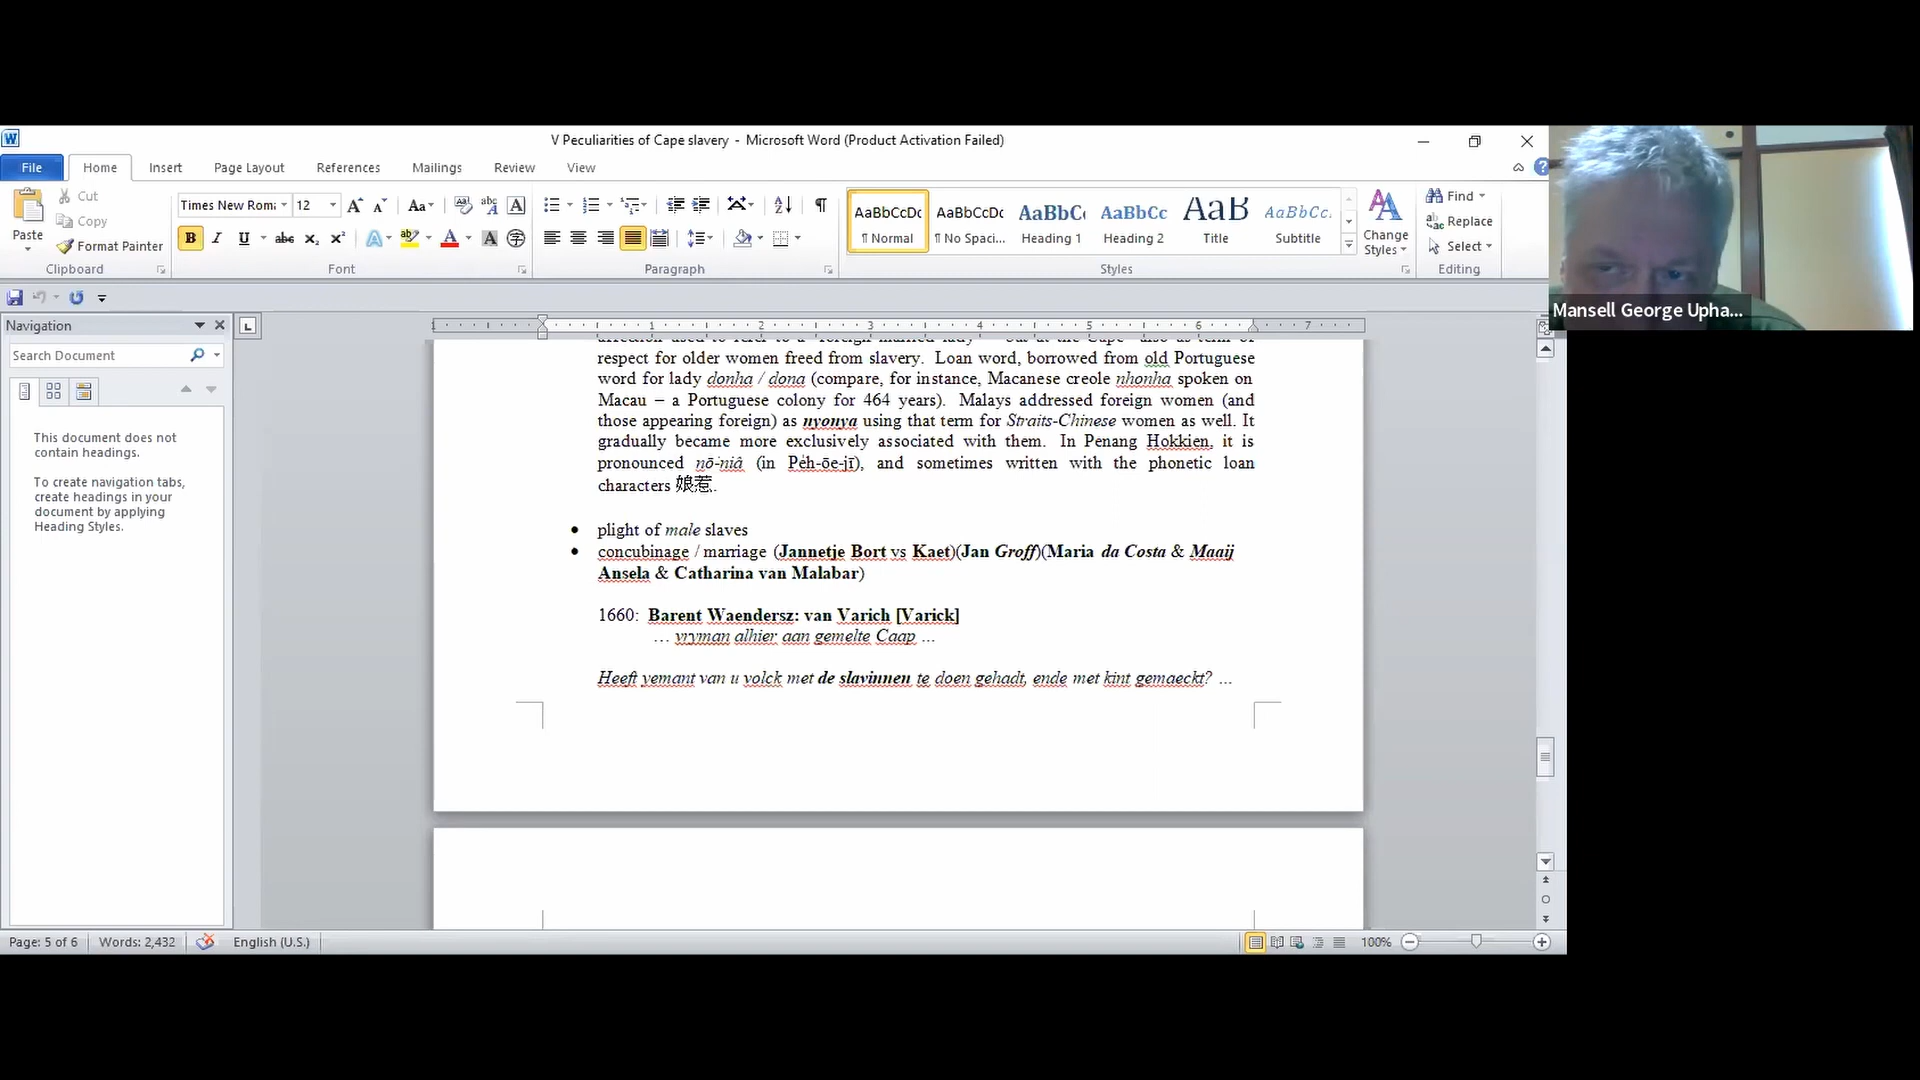 V Peculiarities of Cape slavery - Microsoft Word (Product Activation Failed)
File Home Insert Page Layout References Mailings Review View
Paste
Cut
Copy
Format Painter
Clipboard
Times New Rom 12
Font
Paragraph
AaBbCcDc AaBbCcDc AaBbC AaBbCc AaB AaBbCc.
¶ Normal ¶ No Spaci... Heading 1 Heading 2 Title Subtitle
Styles
Change Styles
Find
Replace
Select
Editing
Mansell George Upha...
Navigation
Search Document
This document does not
contain headings.
To create navigation tabs,
create headings in your
document by applying
Heading Styles.
1 1 2 3 4 5 6 7
respect for older women freed from slavery. Loan word, borrowed from old Portuguese
word for lady donha / dona (compare, for instance, Macanese creole nhonha spoken on
Macau – a Portuguese colony for 464 years). Malays addressed foreign women (and
those appearing foreign) as nyonya using that term for Straits-Chinese women as well. It
gradually became more exclusively associated with them. In Penang Hokkien, it is
pronounced nō-niâ (in Pe̍h-ōe-jī), and sometimes written with the phonetic loan
characters 娘惹.
• plight of male slaves
• concubinage / marriage (Jannetje Bort vs Kaet)(Jan Groff)(Maria da Costa & Maaij
Ansela & Catharina van Malabar)
1660: Barent Waendersz: van Varich [Varick]
… vryman alhier aan gemelte Caap …
Heeft yemant van u volck met de slavinnen te doen gehadt, ende met kint gemaeckt? …
Page: 5 of 6 Words: 2,432 English (U.S.) 100%